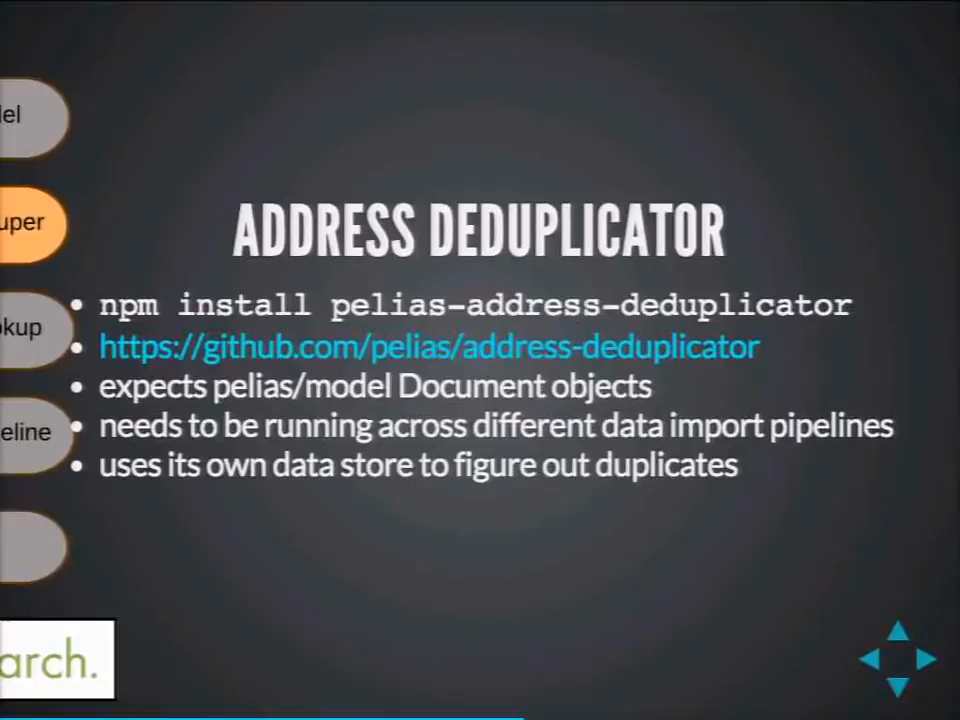 el
ADDRESS DEDUPLICATOR
uper
• npm install pelias-address-deduplicator
• https://github.com/pelias/address-deduplicator
kup
• expects pelias/model Document objects
• needs to be running across different data import pipelines
eline
• uses its own data store to figure out duplicates
arch.